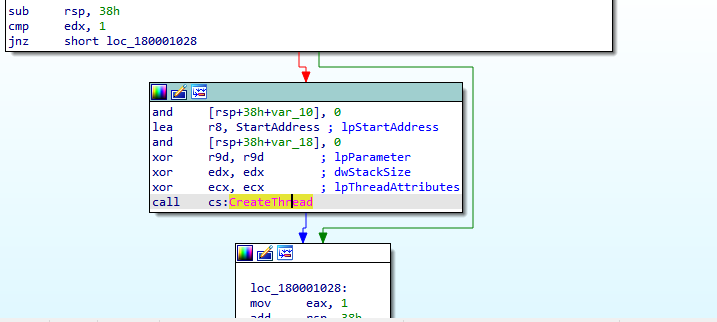 sub rsp, 38h
cmp edx, 1
jnz short loc_180001028
and [rsp+38h+var_10], 0
lea r8, StartAddress ; lpStartAddress
and [rsp+38h+var_18], 0
xor r9d, r9d ; lpParameter
xor edx, edx ; dwStackSize
xor ecx, ecx ; lpThreadAttributes
call cs:CreateThread
loc_180001028:
mov eax, 1
add rsp, 38h